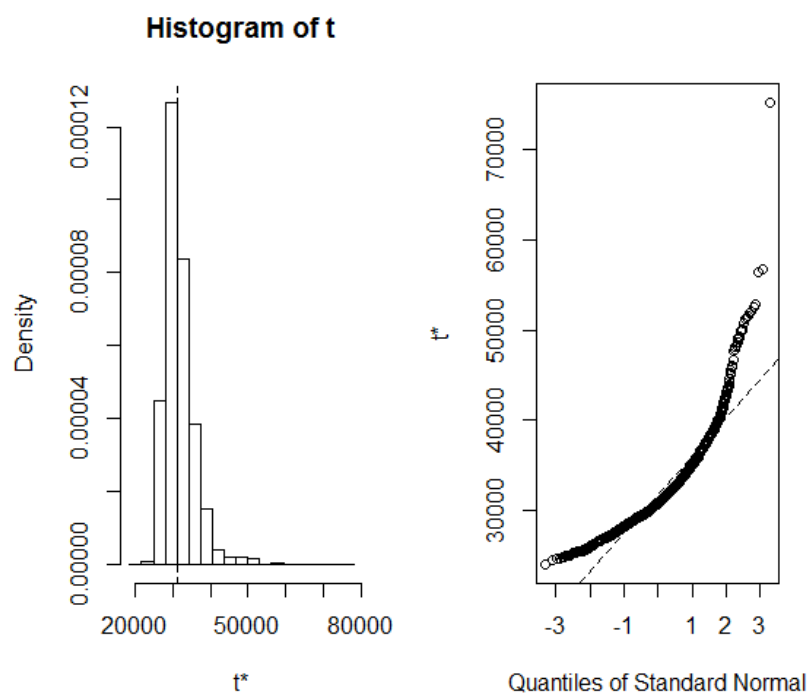 Histogram of t
Density
0.00000
0.00004
0.00008
0.00012
20000 50000 80000
t*
t*
30000
40000
50000
60000
70000
-3 -1 1 2 3
Quantiles of Standard Normal